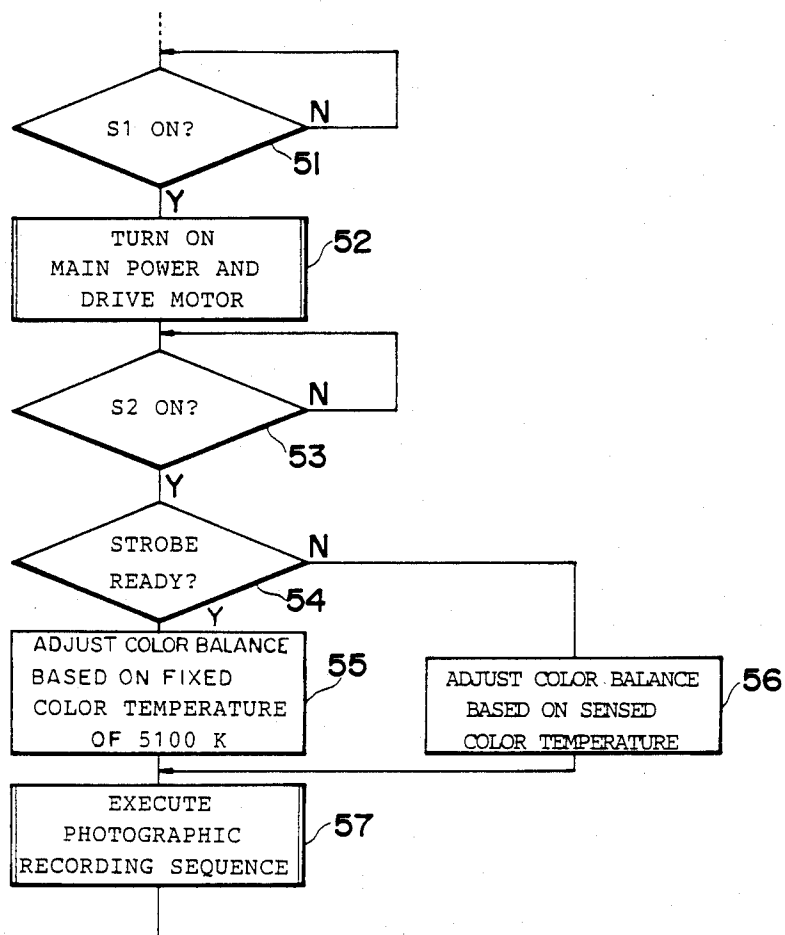 S1 ON?
N
51
Y
TURN ON
MAIN POWER AND
DRIVE MOTOR
52
S2 ON?
N
53
Y
STROBE
READY?
N
54
Y
ADJUST COLOR BALANCE
BASED ON FIXED
COLOR TEMPERATURE
OF 5100 K
55
ADJUST COLOR BALANCE
BASED ON SENSED
COLOR TEMPERATURE
56
EXECUTE
PHOTOGRAPHIC
RECORDING SEQUENCE
57